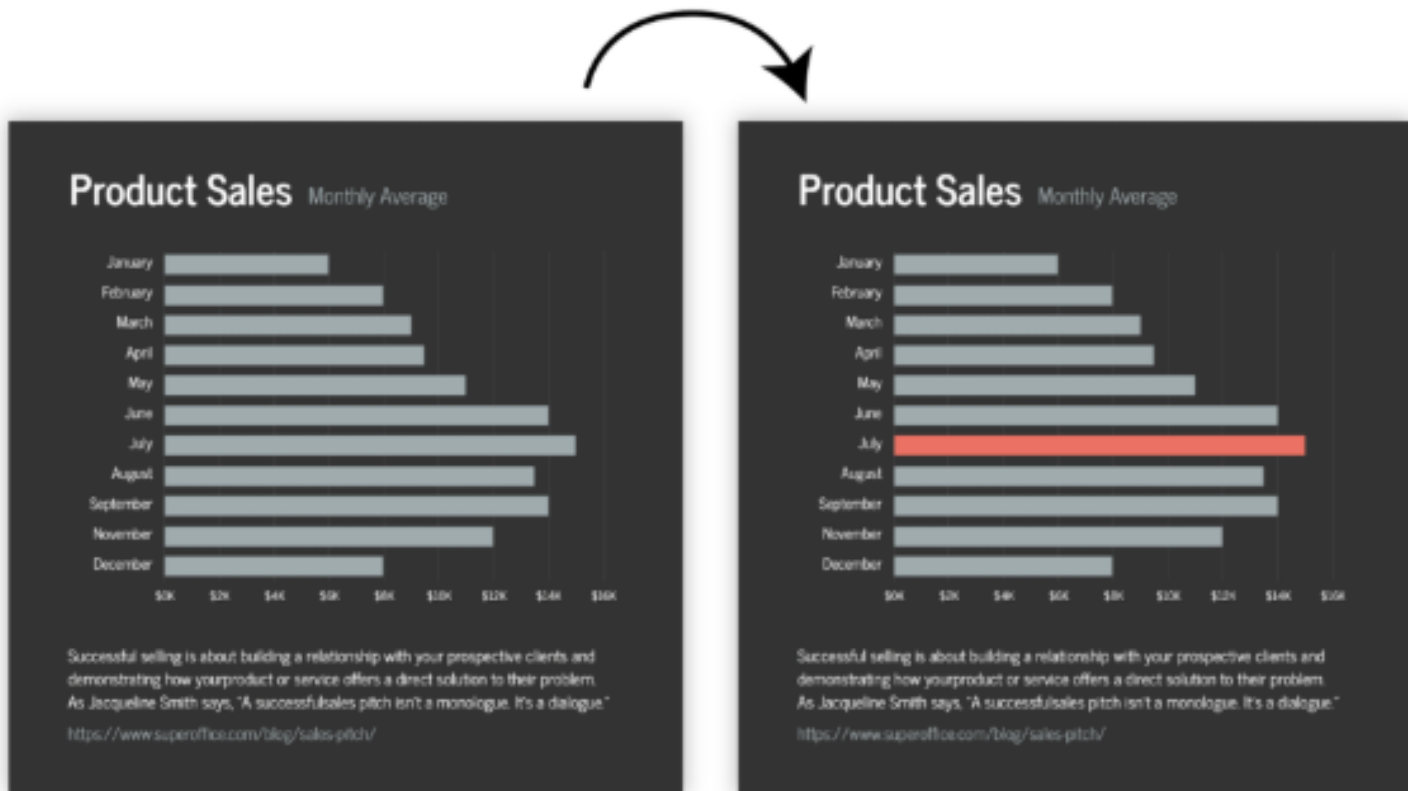 Product Sales Monthly Average
January
February
March
April
May
June
July
August
September
November
December
$0K $2K $4K $6K $8K $10K $12K $14K $16K
Successful selling is about building a relationship with your prospective clients and
demonstrating how yourproduct or service offers a direct solution to their problem.
As Jacqueline Smith says, "A successfulsales pitch isn't a monologue. It's a dialogue."
https://www.superoffice.com/blog/sales-pitch/
Product Sales Monthly Average
January
February
March
April
May
June
July
August
September
November
December
$0K $2K $4K $6K $8K $10K $12K $14K $16K
Successful selling is about building a relationship with your prospective clients and
demonstrating how yourproduct or service offers a direct solution to their problem.
As Jacqueline Smith says, "A successfulsales pitch isn't a monologue. It's a dialogue."
https://www.superoffice.com/blog/sales-pitch/